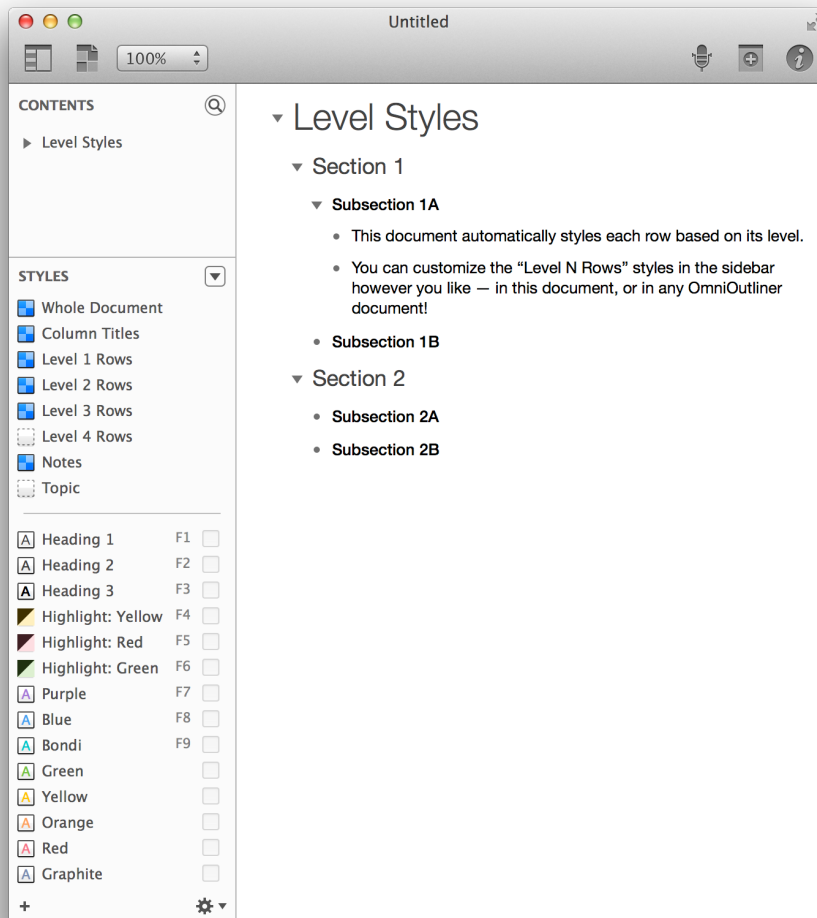 Untitled
100%
CONTENTS
Level Styles
STYLES
Whole Document
Column Titles
Level 1 Rows
Level 2 Rows
Level 3 Rows
Level 4 Rows
Notes
Topic
Heading 1 F1
Heading 2 F2
Heading 3 F3
Highlight: Yellow F4
Highlight: Red F5
Highlight: Green F6
Purple F7
Blue F8
Bondi F9
Green
Yellow
Orange
Red
Graphite
Level Styles
Section 1
Subsection 1A
This document automatically styles each row based on its level.
You can customize the “Level N Rows” styles in the sidebar
however you like — in this document, or in any OmniOutliner
document!
Subsection 1B
Section 2
Subsection 2A
Subsection 2B